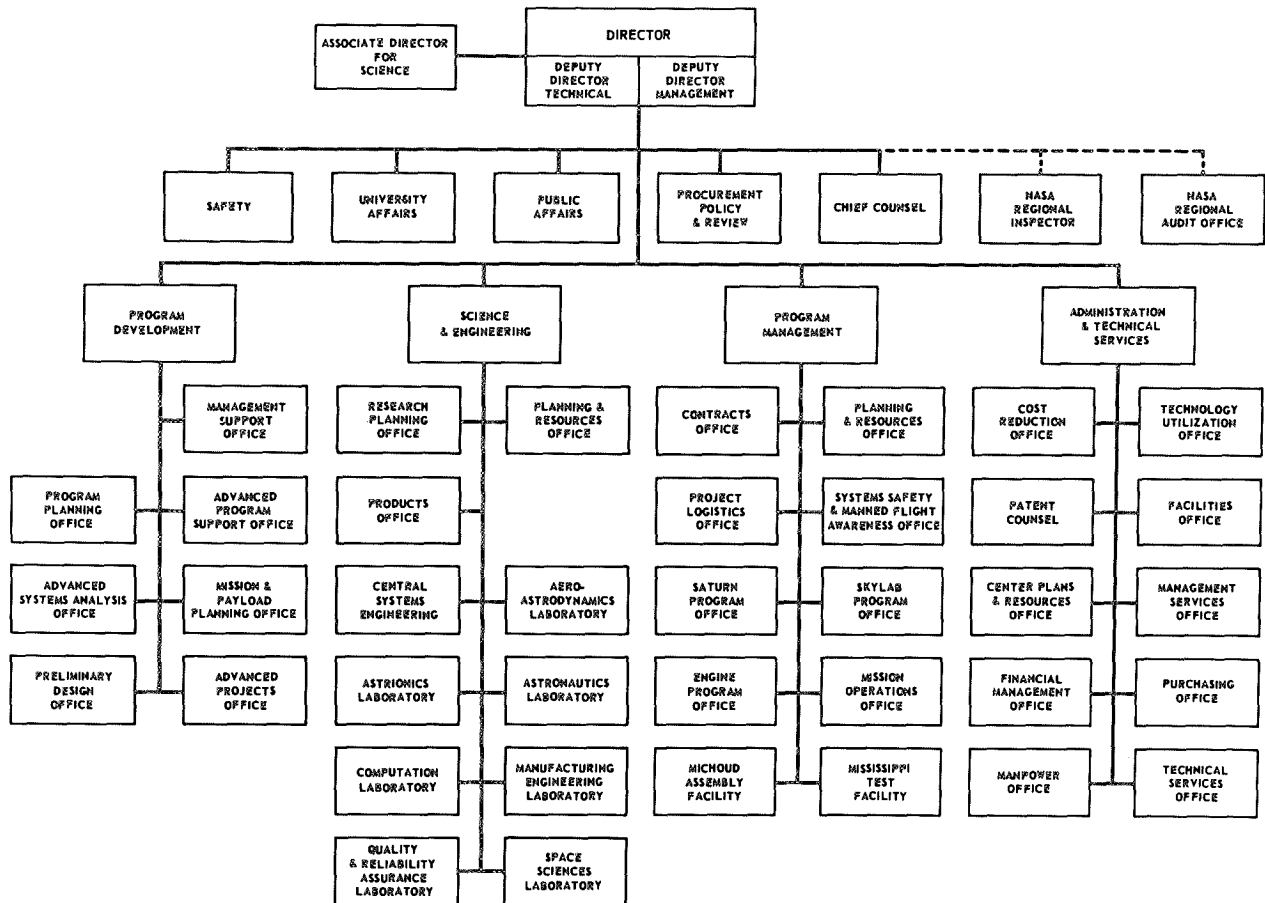 ASSOCIATE DIRECTOR
FOR
SCIENCE
DIRECTOR
DEPUTY
DIRECTOR
TECHNICAL
DEPUTY
DIRECTOR
MANAGEMENT
SAFETY
UNIVERSITY
AFFAIRS
PUBLIC
AFFAIRS
PROCUREMENT
POLICY
& REVIEW
CHIEF COUNSEL
NASA
REGIONAL
INSPECTOR
NASA
REGIONAL
AUDIT OFFICE
PROGRAM
DEVELOPMENT
SCIENCE
& ENGINEERING
PROGRAM
MANAGEMENT
ADMINISTRATION
& TECHNICAL
SERVICES
MANAGEMENT
SUPPORT
OFFICE
PROGRAM
PLANNING
OFFICE
ADVANCED
PROGRAM
SUPPORT OFFICE
ADVANCED
SYSTEMS ANALYSIS
OFFICE
MISSION &
PAYLOAD
PLANNING OFFICE
PRELIMINARY
DESIGN
OFFICE
ADVANCED
PROJECTS
OFFICE
RESEARCH
PLANNING
OFFICE
PLANNING &
RESOURCES
OFFICE
PRODUCTS
OFFICE
CENTRAL
SYSTEMS
ENGINEERING
AERO-
ASTRODYNAMICS
LABORATORY
ASTRIONICS
LABORATORY
ASTRONAUTICS
LABORATORY
COMPUTATION
LABORATORY
MANUFACTURING
ENGINEERING
LABORATORY
QUALITY
& RELIABILITY
ASSURANCE
LABORATORY
SPACE
SCIENCES
LABORATORY
CONTRACTS
OFFICE
PLANNING
& RESOURCES
OFFICE
PROJECT
LOGISTICS
OFFICE
SYSTEMS SAFETY
& MANNED FLIGHT
AWARENESS OFFICE
SATURN
PROGRAM
OFFICE
SKYLAB
PROGRAM
OFFICE
ENGINE
PROGRAM
OFFICE
MISSION
OPERATIONS
OFFICE
MICHOUD
ASSEMBLY
FACILITY
MISSISSIPPI
TEST
FACILITY
COST
REDUCTION
OFFICE
TECHNOLOGY
UTILIZATION
OFFICE
PATENT
COUNSEL
FACILITIES
OFFICE
CENTER PLANS
& RESOURCES
OFFICE
MANAGEMENT
SERVICES
OFFICE
FINANCIAL
MANAGEMENT
OFFICE
PURCHASING
OFFICE
MANPOWER
OFFICE
TECHNICAL
SERVICES
OFFICE